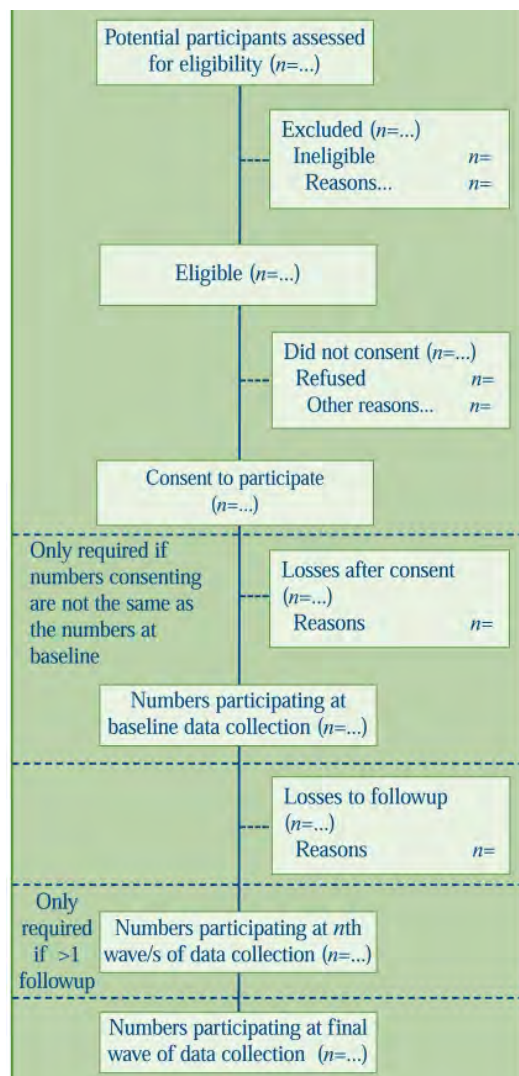 Potential participants assessed
for eligibility (n=...)
Excluded (n=...)
Ineligible n=
Reasons... n=
Eligible (n=...)
Did not consent (n=...)
Refused n=
Other reasons... n=
Consent to participate
(n=...)
Only required if
numbers consenting
are not the same as
the numbers at
baseline
Losses after consent
(n=...)
Reasons n=
Numbers participating at
baseline data collection (n=...)
Losses to followup
(n=...)
Reasons n=
Only
required
if >1
followup
Numbers participating at nth
wave/s of data collection (n=...)
Numbers participating at final
wave of data collection (n=...)